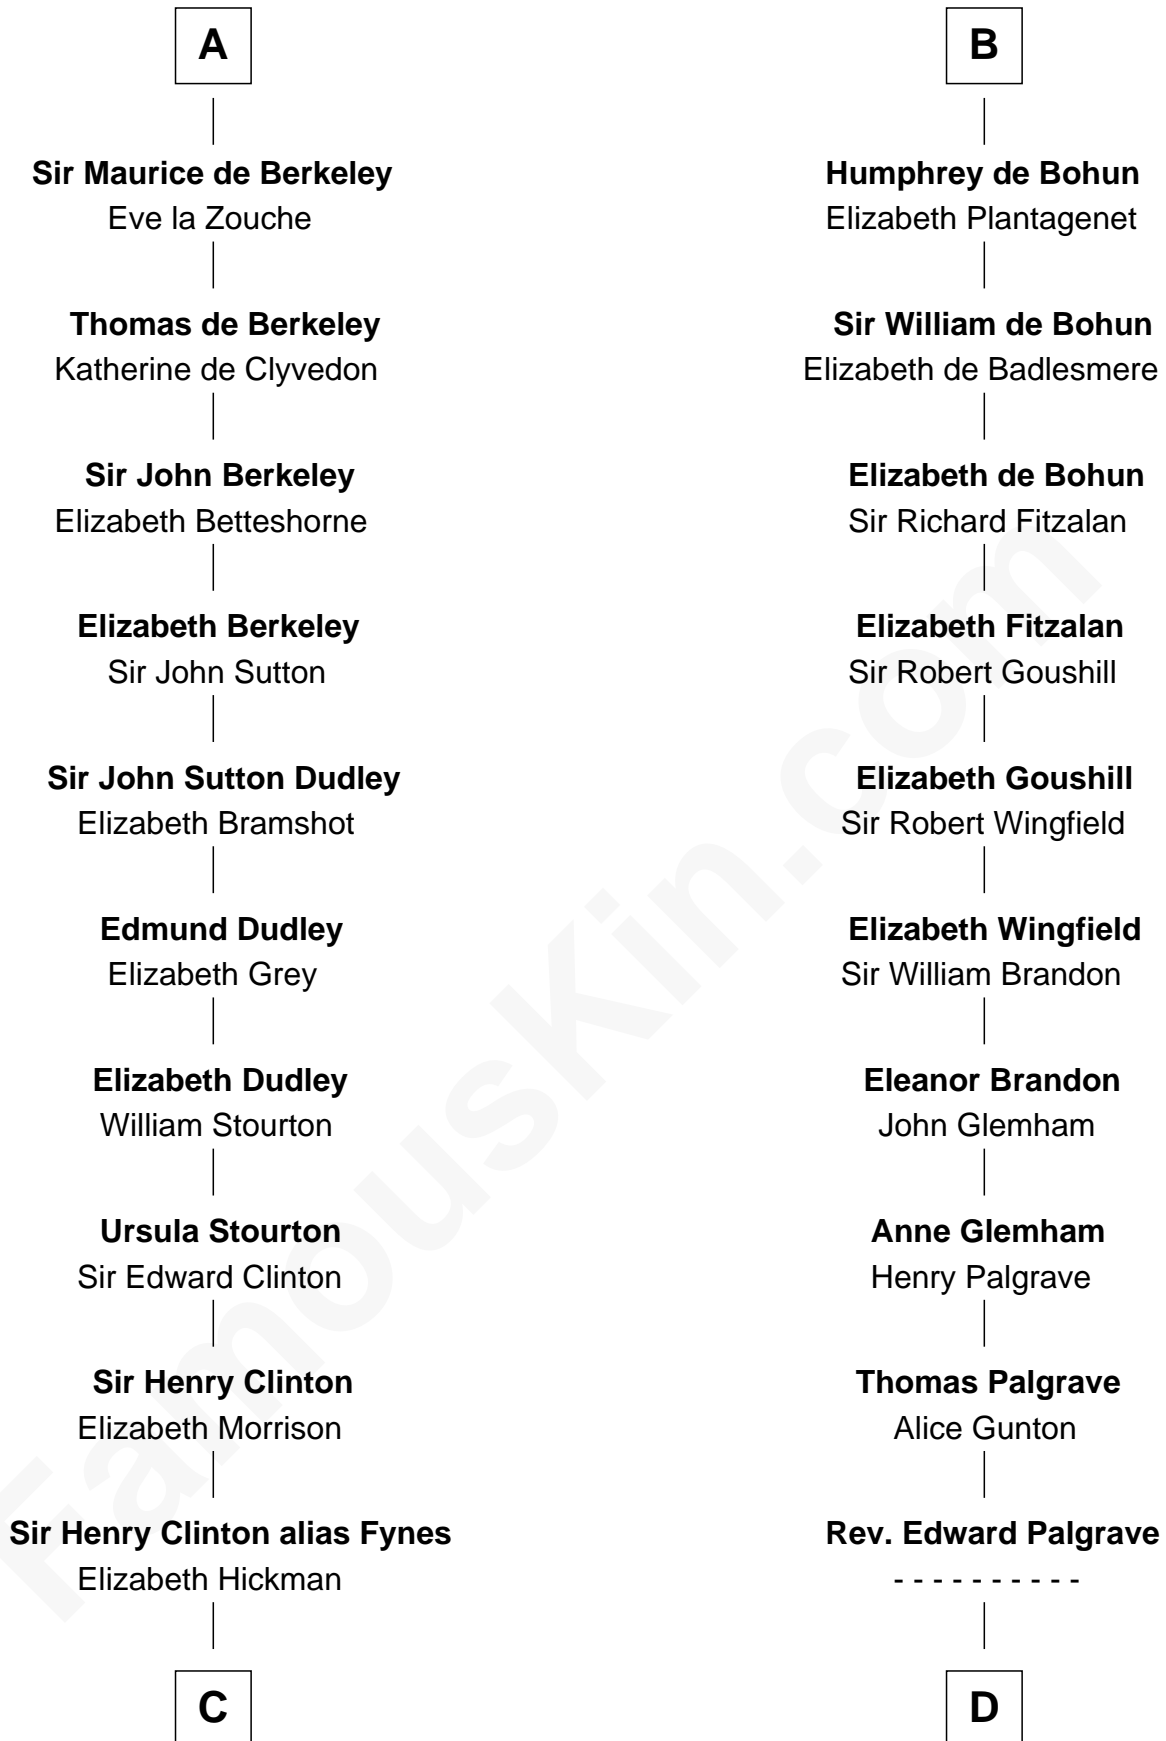 A
Sir Maurice de Berkeley
Eve la Zouche
Thomas de Berkeley
Katherine de Clyvedon
Sir John Berkeley
Elizabeth Betteshorne
Elizabeth Berkeley
Sir John Sutton
Sir John Sutton Dudley
Elizabeth Bramshot
Edmund Dudley
Elizabeth Grey
Elizabeth Dudley
William Stourton
Ursula Stourton
Sir Edward Clinton
Sir Henry Clinton
Elizabeth Morrison
Sir Henry Clinton alias Fynes
Elizabeth Hickman
C
B
Humphrey de Bohun
Elizabeth Plantagenet
Sir William de Bohun
Elizabeth de Badlesmere
Elizabeth de Bohun
Sir Richard Fitzalan
Elizabeth Fitzalan
Sir Robert Goushill
Elizabeth Goushill
Sir Robert Wingfield
Elizabeth Wingfield
Sir William Brandon
Eleanor Brandon
John Glemham
Anne Glemham
Henry Palgrave
Thomas Palgrave
Alice Gunton
Rev. Edward Palgrave
- - - - - - - - - -
D
FamousKin.com